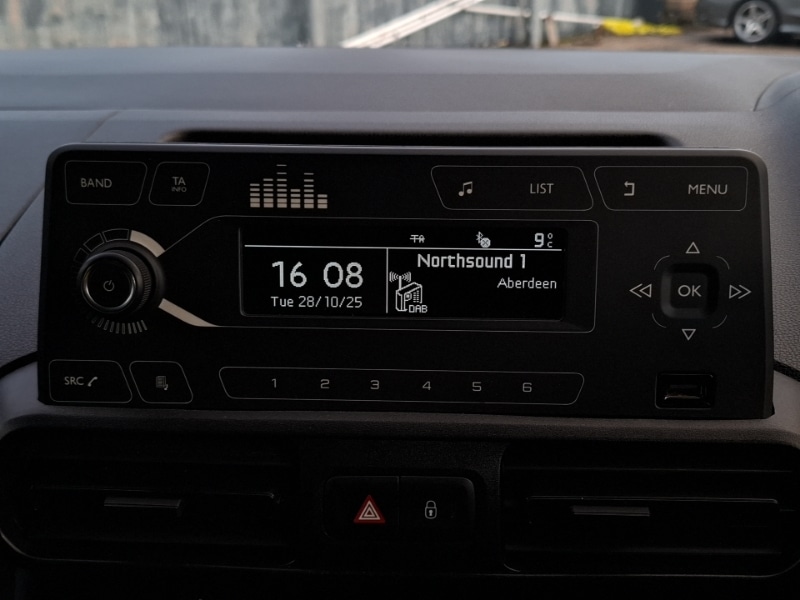 BAND
TA
INFO
LIST
MENU
TA
9°C
16 08
Tue 28/10/25
Northsound 1
Aberdeen
DAB
OK
SRC
1 2 3 4 5 6